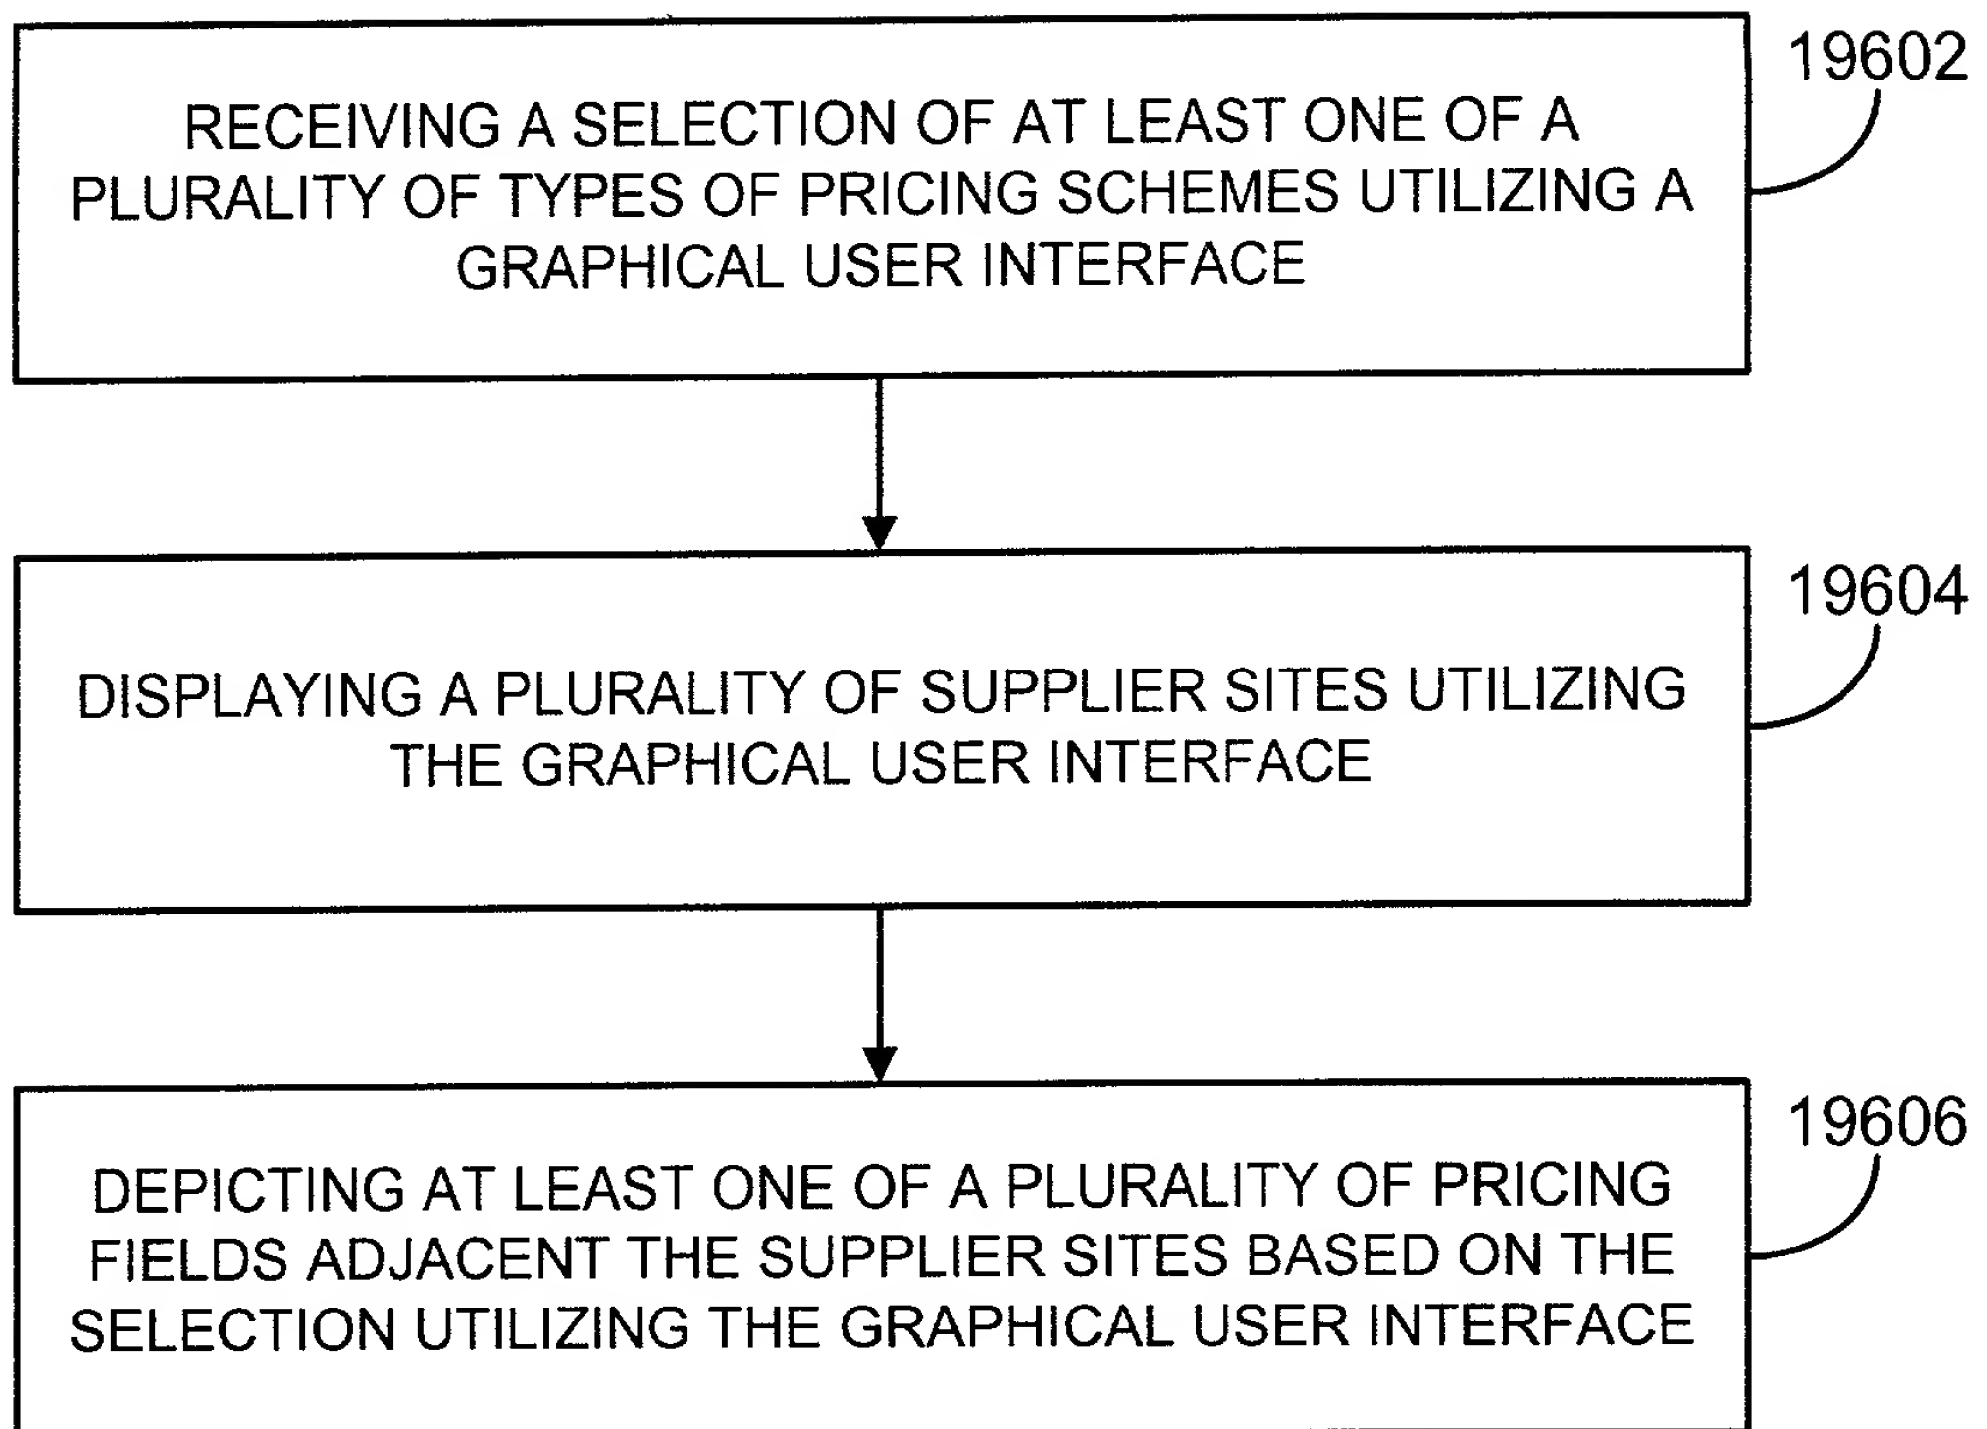 19602
RECEIVING A SELECTION OF AT LEAST ONE OF A
PLURALITY OF TYPES OF PRICING SCHEMES UTILIZING A
GRAPHICAL USER INTERFACE
19604
DISPLAYING A PLURALITY OF SUPPLIER SITES UTILIZING
THE GRAPHICAL USER INTERFACE
19606
DEPICTING AT LEAST ONE OF A PLURALITY OF PRICING
FIELDS ADJACENT THE SUPPLIER SITES BASED ON THE
SELECTION UTILIZING THE GRAPHICAL USER INTERFACE